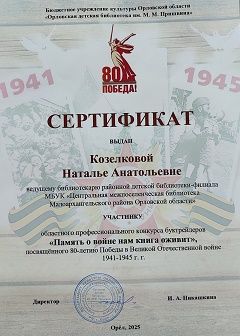 Бюджетное учреждение культуры Орловской области
«Орловская детская библиотека им. М. М. Пришвина»
1941
1945
80
ПОБЕДА!
СЕРТИФИКАТ
ВЫДАН
Козелковой
Наталье Анатольевне
ведущему библиотекарю районной детской библиотеки-филиала
МБУК «Центральная межпоселенческая библиотека
Малоархангельского района Орловской области»
УЧАСТНИКУ
областного профессионального конкурса буктрейдеров
«Память о войне нам книга оживит»,
посвящённого 80-летию Победы в Великой Отечественной войне
1941-1945 г. г.
Директор
И. А. Никашкина
Орёл, 2025